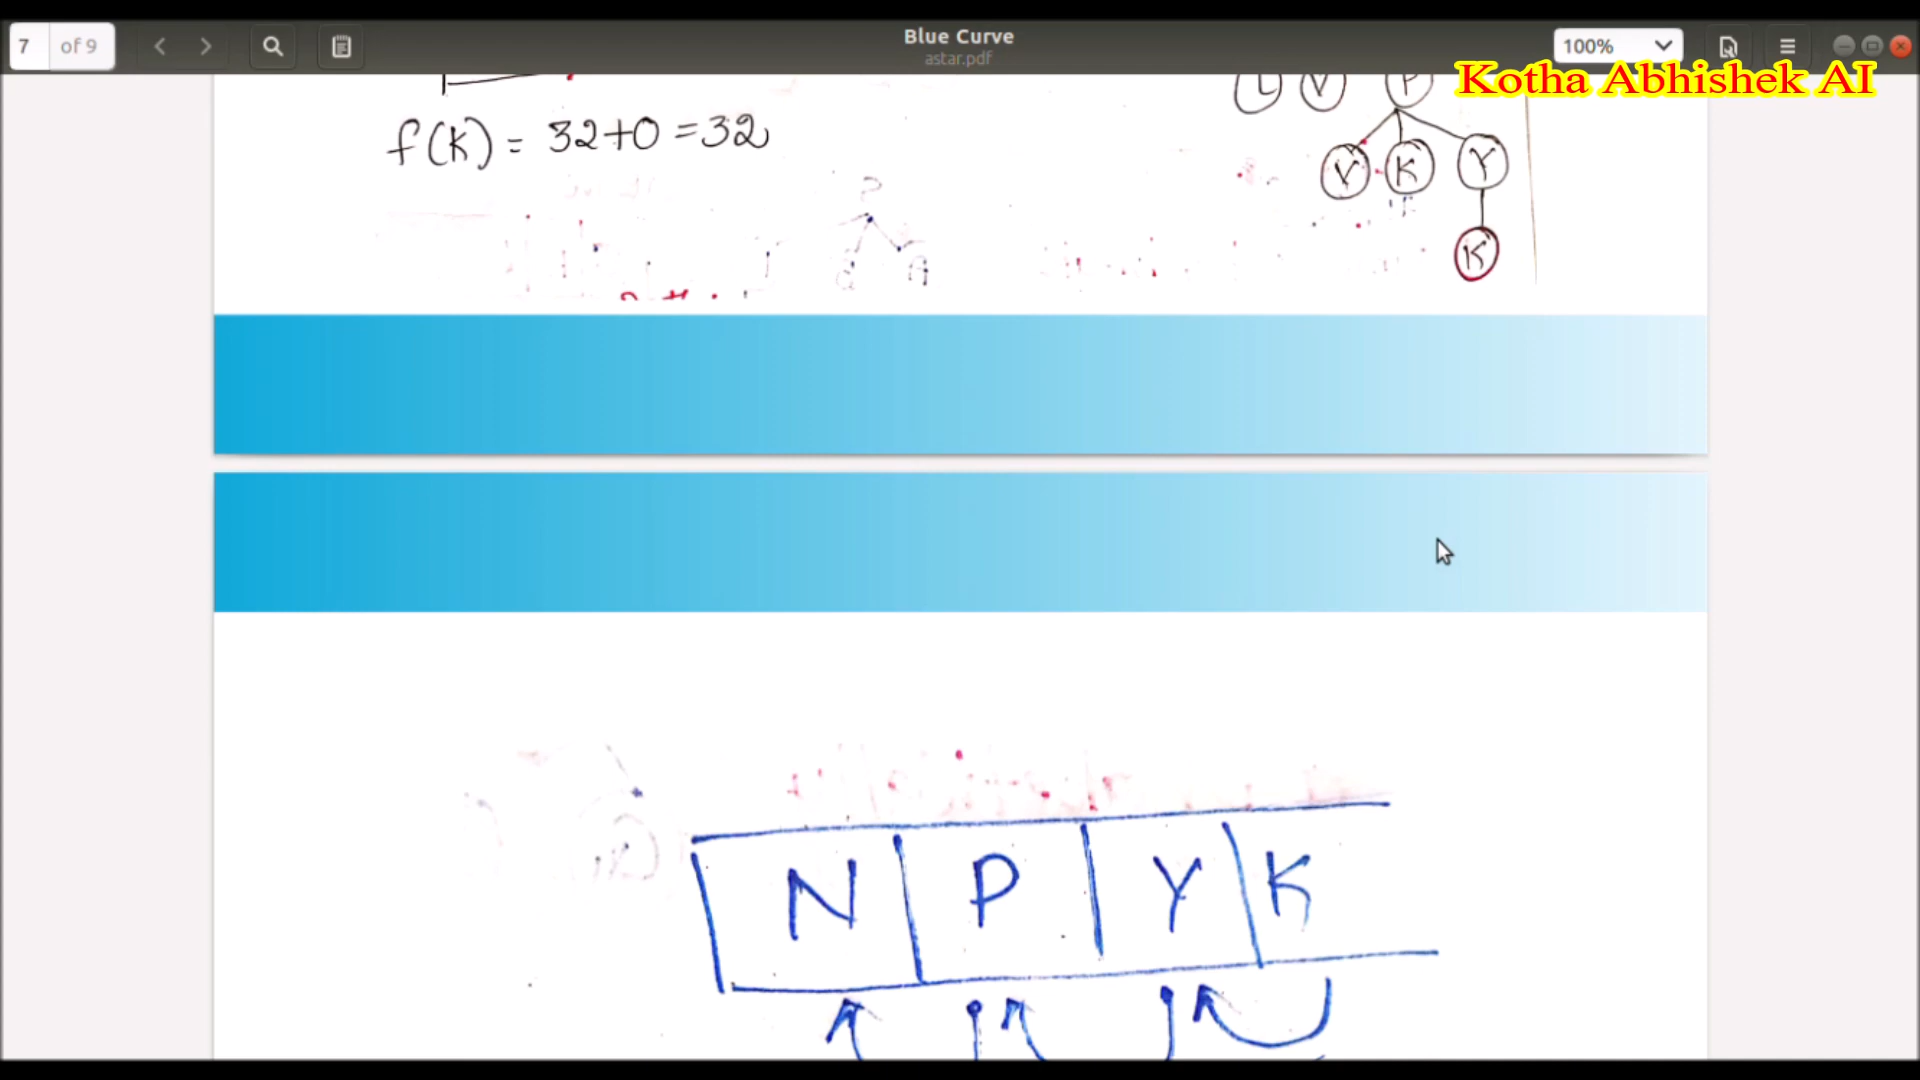 7 of 9
Blue Curve
astar.pdf
100%
Kotha Abhishek AI
L V P
f(K) = 32+0 = 32
V K Y
K
N P Y K